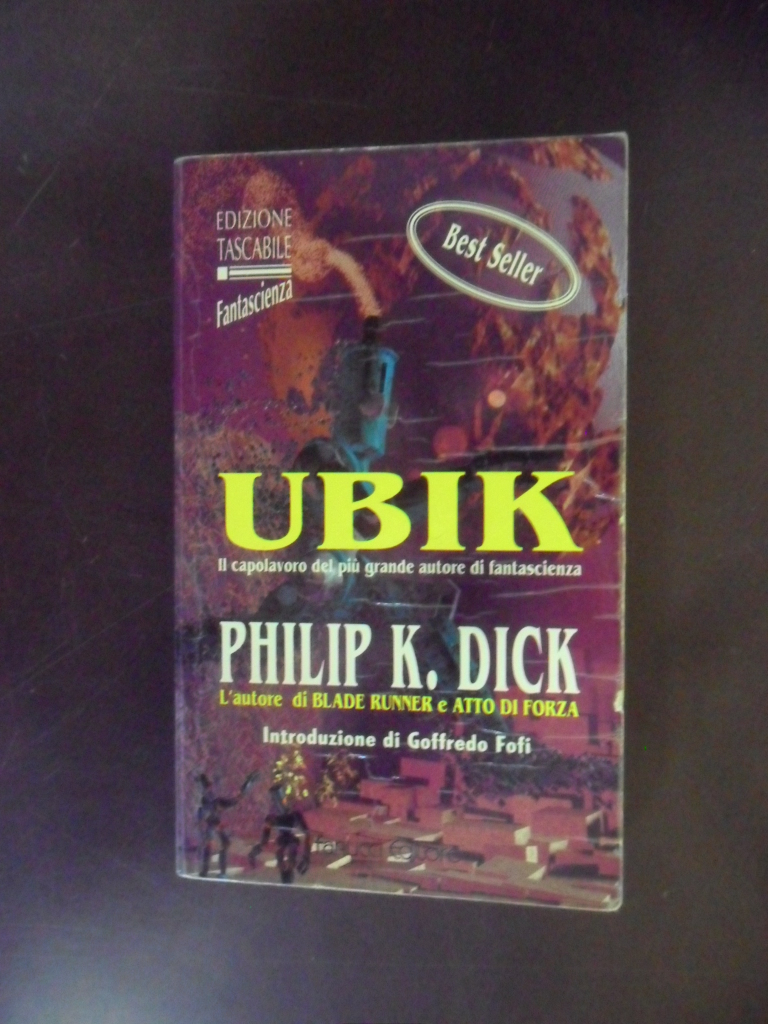 EDIZIONE
TASCABILE
Fantascienza
Best Seller
UBIK
Il capolavoro del più grande autore di fantascienza
PHILIP K. DICK
L'autore di BLADE RUNNER e ATTO DI FORZA
Introduzione di Goffredo Fofi